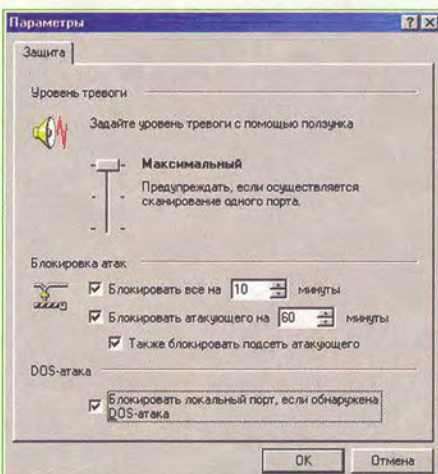 Параметры
Защита
Уровень тревоги
Задайте уровень тревоги с помощью ползунка
Максимальный
Предупреждать, если осуществляется
сканирование одного порта.
Блокировка атак
Блокировать все на 10 минуты
Блокировать атакующего на 60 минуты
Также блокировать подсеть атакующего
DOS-атака
Блокировать локальный порт, если обнаружена
DOS-атака
OK Отмена